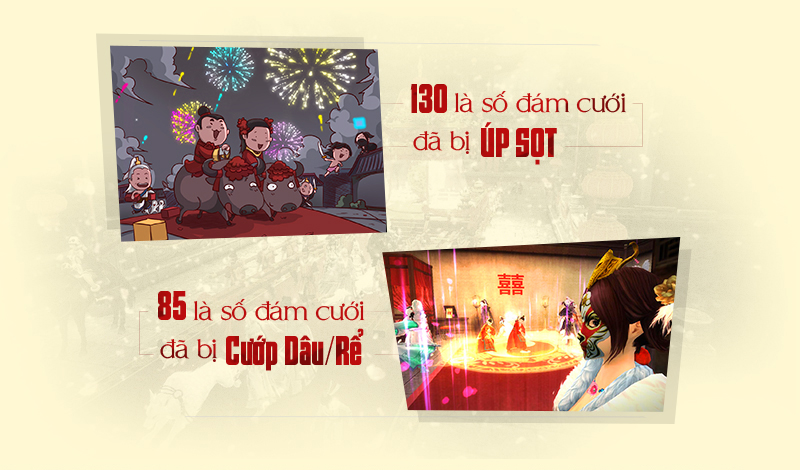 130 là số đám cưới
đã bị ÚP SỌT
85 là số đám cưới
đã bị Cướp Dâu/Rể
囍